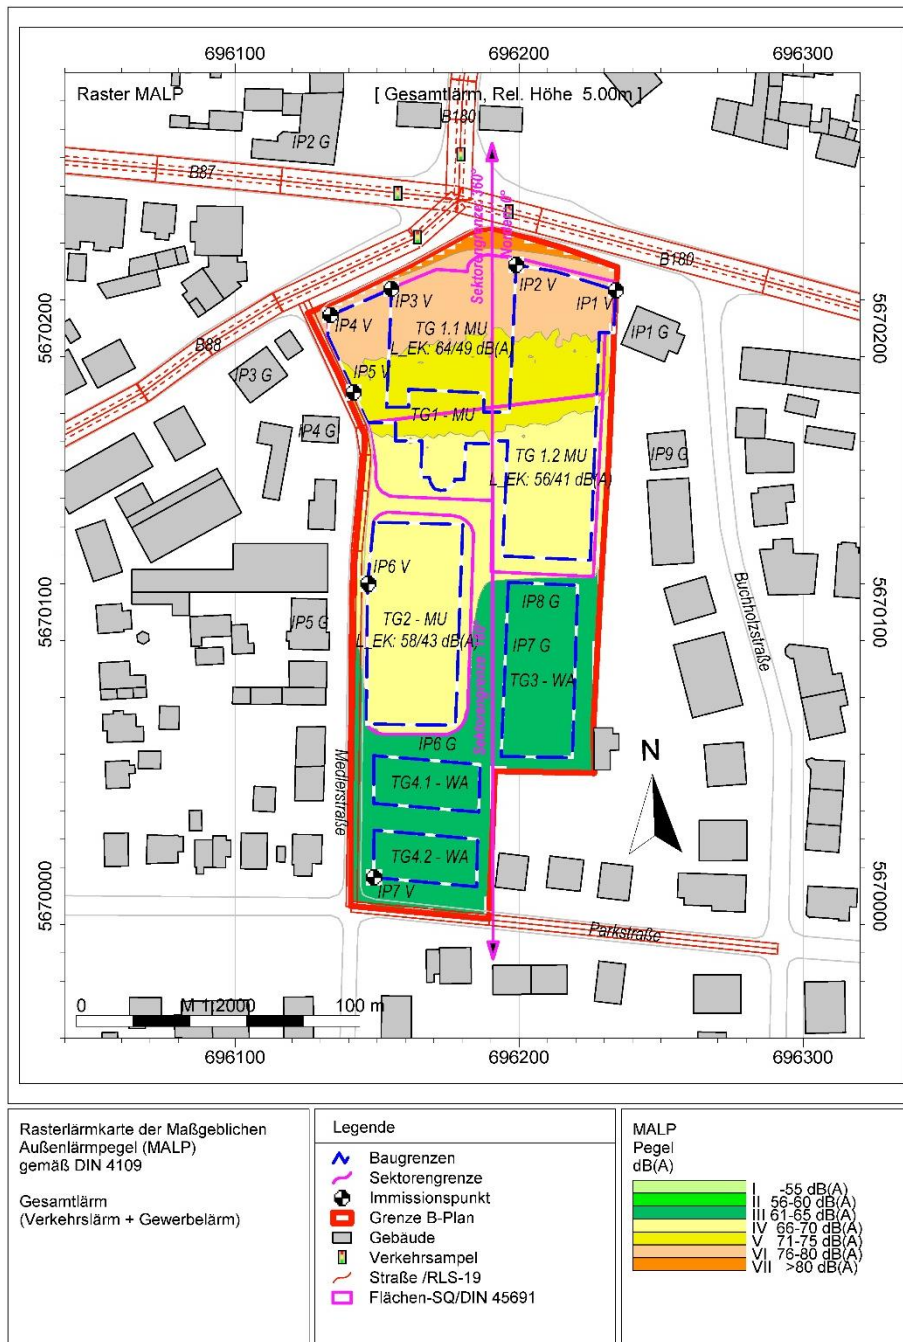 696100 696200 696300
Raster MALP [ Gesamtlärm, Rel. Höhe 5.00m ]
B180
IP2 G
B87
Sektorengrenze, 360°
Norden, 0°
B180
IP2 V
IP3 V
IP1 V
5670200
5670200
IP4 V
TG 1.1 MU
IP1 G
L_EK: 64/49 dB(A)
B88
IP5 V
IP3 G
TG1 - MU
IP4 G
TG 1.2 MU
IP9 G
L_EK: 56/41 dB(A)
IP6 V
IP8 G
Buchholzstraße
5670100
5670100
IP5 G
TG2 - MU
IP7 G
L_EK: 58/43 dB(A)
TG3 - WA
Sektorengrenze
IP6 G
N
Medlerstraße
TG4.1 - WA
TG4.2 - WA
IP7 V
5670000
5670000
Parkstraße
0 M 1:2000 100 m
696100 696200 696300
Rasterlärmkarte der Maßgeblichen
Außenlärmpegel (MALP)
gemäß DIN 4109
Gesamtlärm
(Verkehrslärm + Gewerbelärm)
Legende
Baugrenzen
Sektorengrenze
Immissionspunkt
Grenze B-Plan
Gebäude
Verkehrsampel
Straße /RLS-19
Flächen-SQ/DIN 45691
MALP
Pegel
dB(A)
I -55 dB(A)
II 56-60 dB(A)
III 61-65 dB(A)
IV 66-70 dB(A)
V 71-75 dB(A)
VI 76-80 dB(A)
VII >80 dB(A)